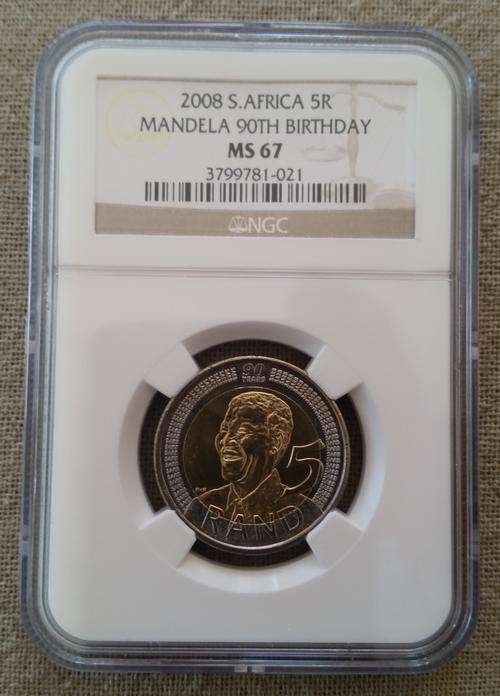 2008 S.AFRICA 5R
MANDELA 90TH BIRTHDAY
MS 67
3799781-021
NGC
90
YEARS
5
RAND